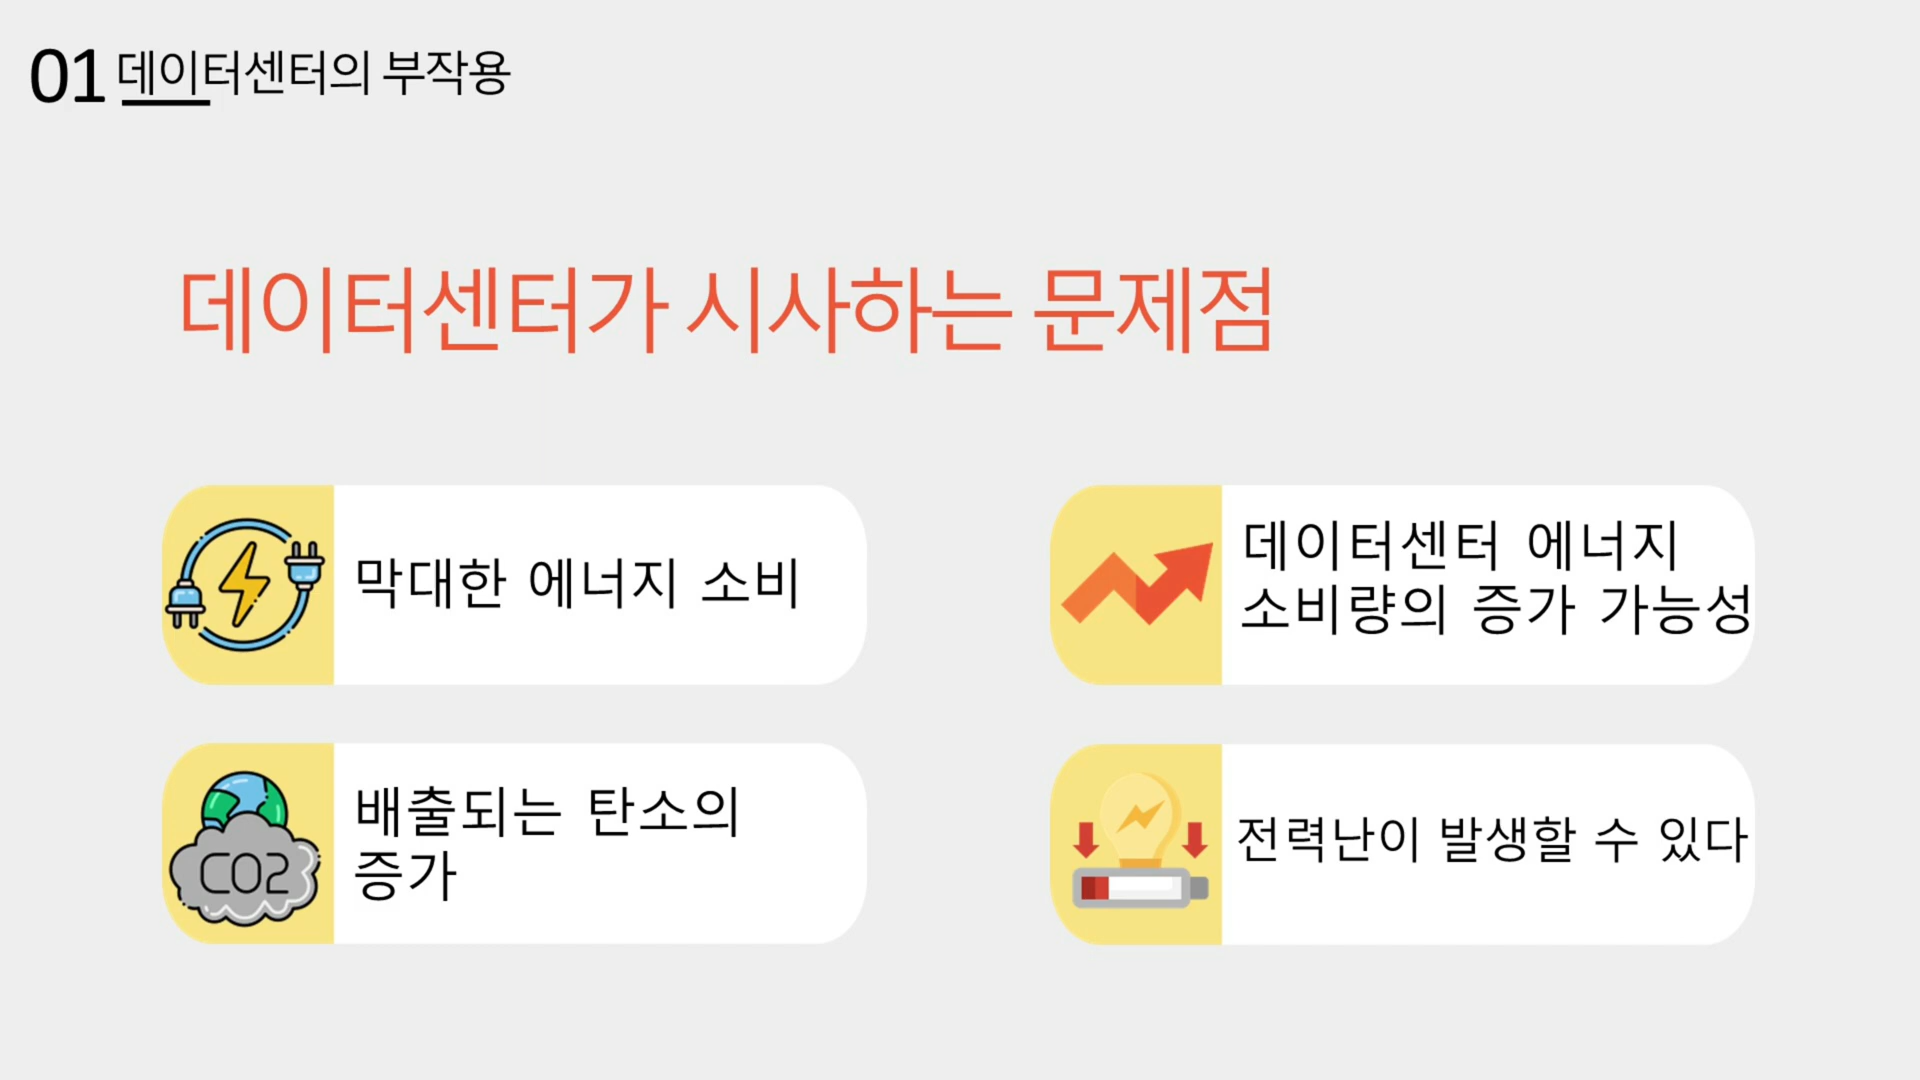 01 데이터센터의 부작용
데이터센터가 시사하는 문제점
막대한 에너지 소비
데이터센터 에너지
소비량의 증가 가능성
CO2
배출되는 탄소의
증가
전력난이 발생할 수 있다